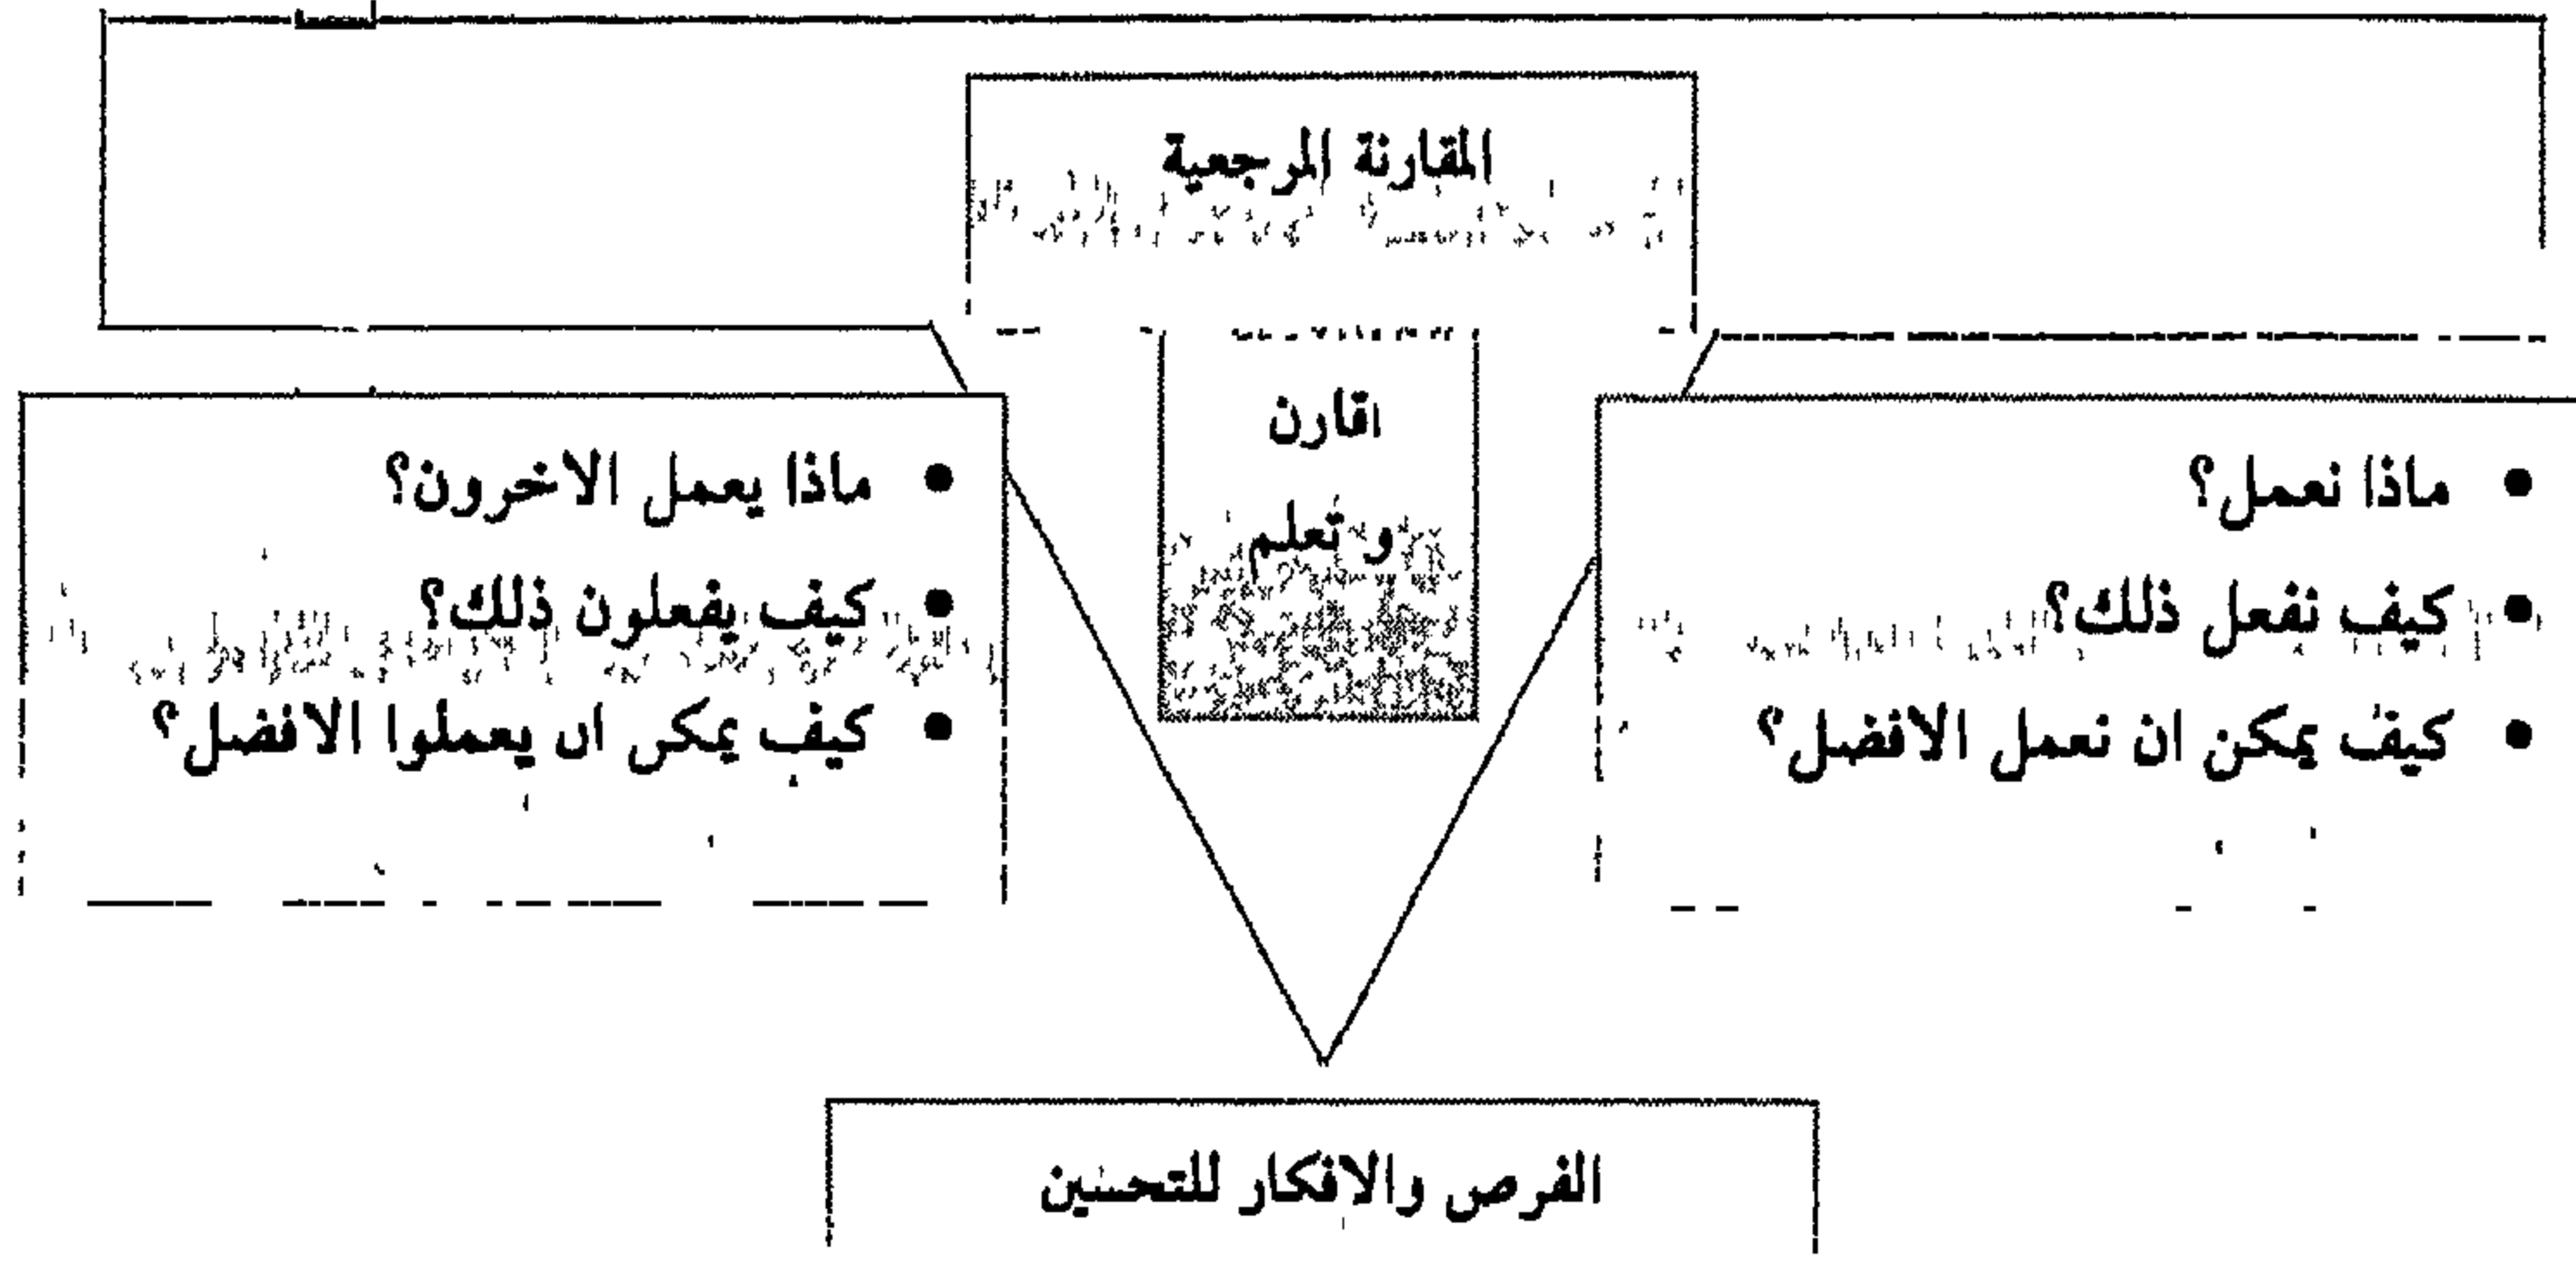 المقارنة المرجعية
ماذا نعمل؟
كيف نفعل ذلك؟
كيف يمكن ان نعمل الافضل؟
اقارن
و تعلم
ماذا يعمل الاخرون؟
كيف يفعلون ذلك؟
كيف يمكن ان يعملوا الافضل؟
الفرص والافكار للتحسين